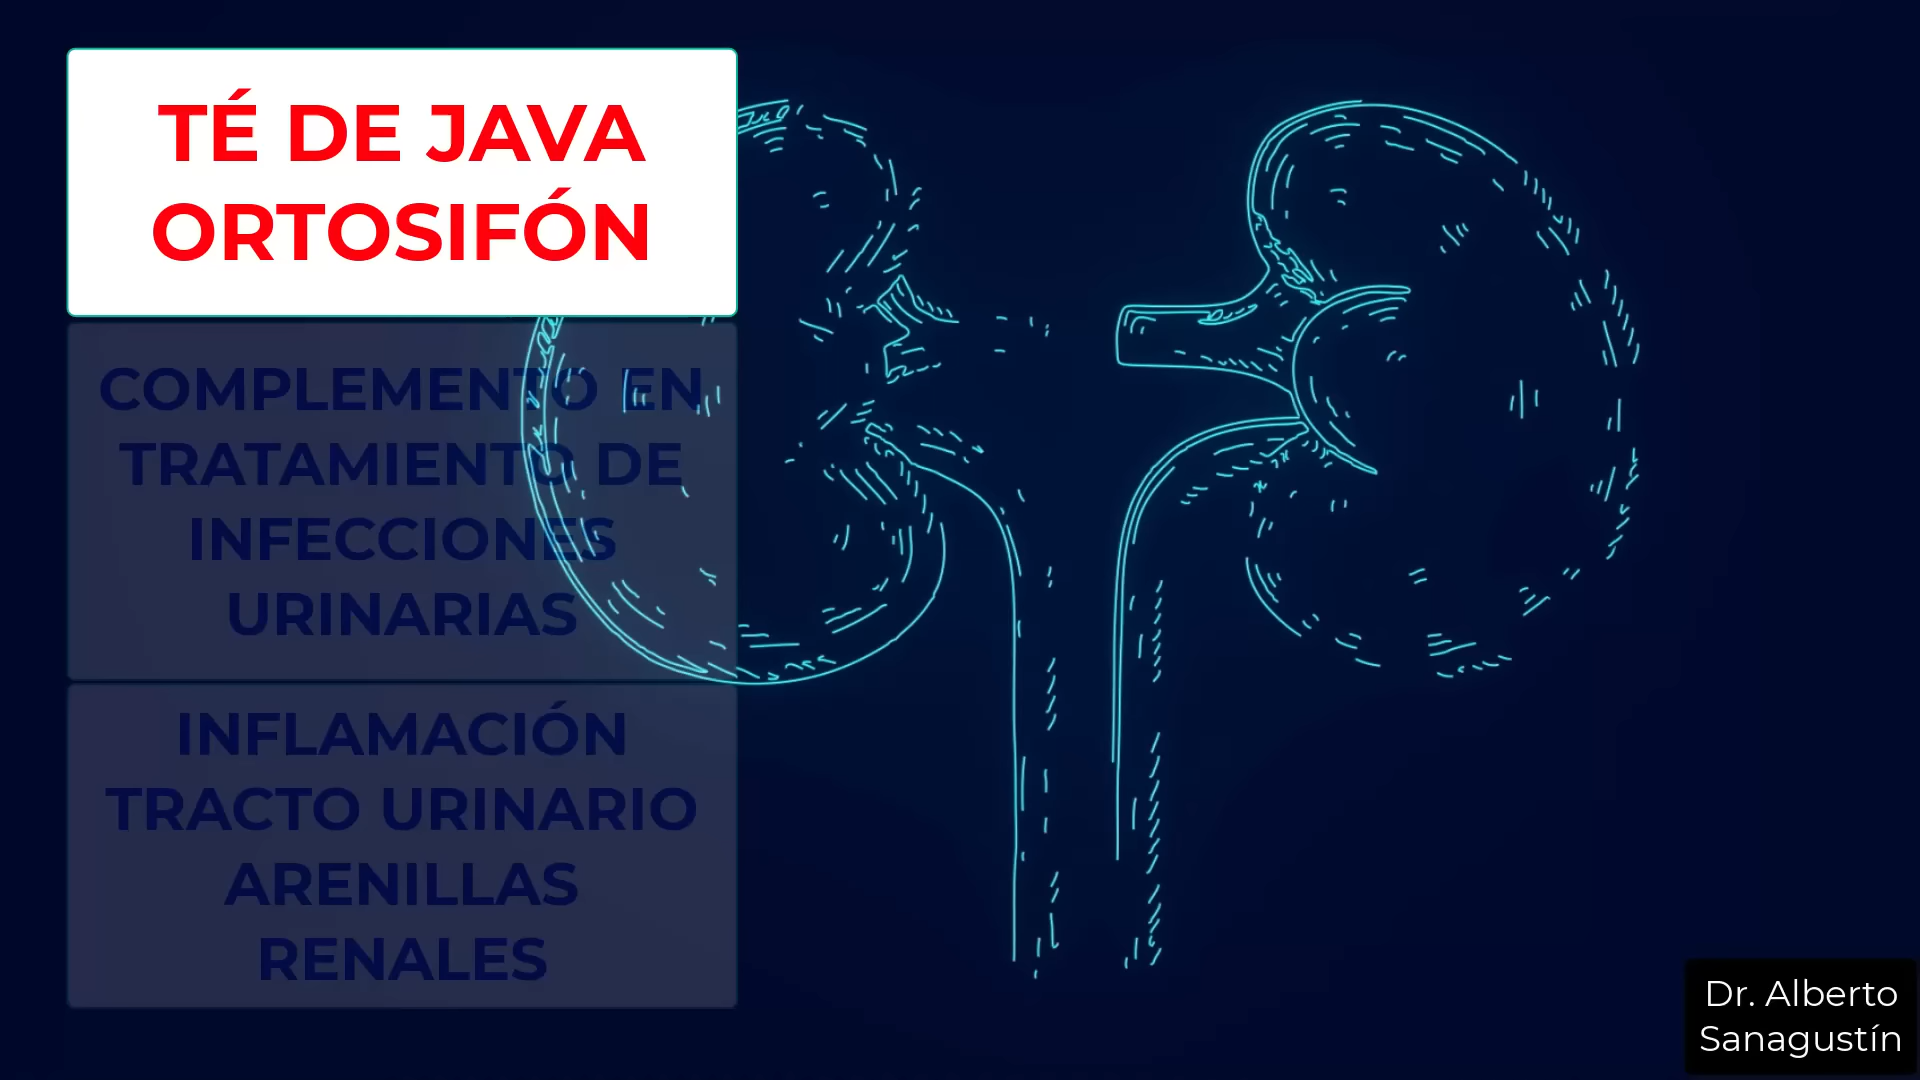 TÉ DE JAVA
ORTOSIFÓN
COMPLEMENTO EN
TRATAMIENTO DE
INFECCIONES
URINARIAS
INFLAMACIÓN
TRACTO URINARIO
ARENILLAS
RENALES
Dr. Alberto
Sanagustín